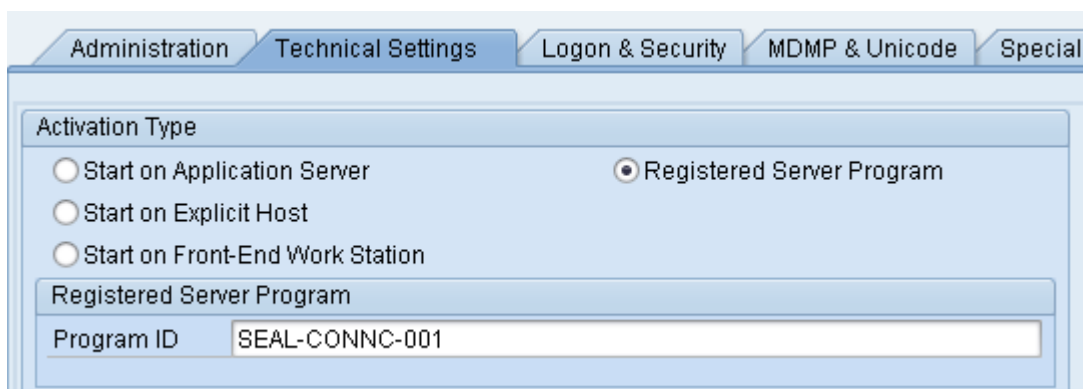 Administration Technical Settings Logon & Security MDMP & Unicode Special
Activation Type
Start on Application Server Registered Server Program
Start on Explicit Host
Start on Front-End Work Station
Registered Server Program
Program ID SEAL-CONNC-001